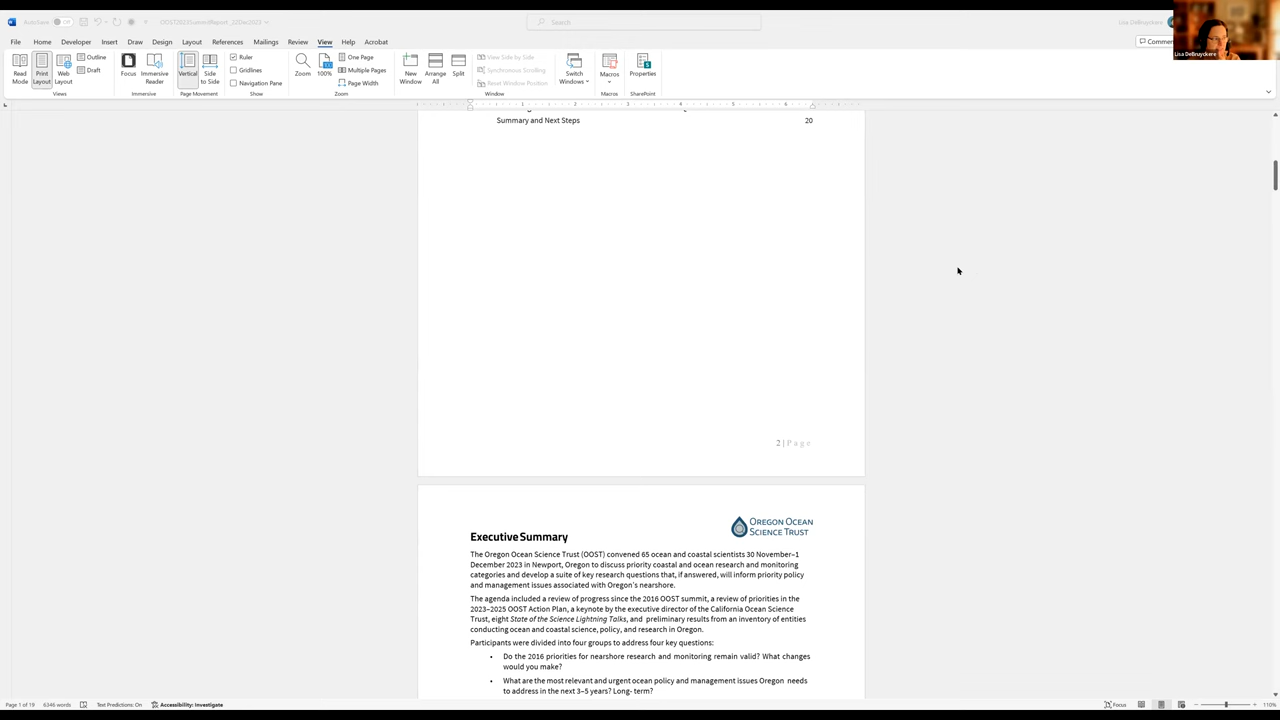 AutoSave Off OOST2023SummitReport_22Dec2023 Search Lisa DeBruyckere
File Home Developer Insert Draw Design Layout References Mailings Review View Help Acrobat
Read Mode
Print Layout
Web Layout
Outline
Draft
Views
Focus
Immersive Reader
Immersive
Vertical
Side to Side
Page Movement
Ruler
Gridlines
Navigation Pane
Show
Zoom
100%
One Page
Multiple Pages
Page Width
Zoom
New Window
Arrange All
Split
View Side by Side
Synchronous Scrolling
Reset Window Position
Window
Switch Windows
Macros
Macros
Properties
SharePoint
Lisa DeBruyckere
1 2 3 4 5 6
Summary and Next Steps 20
2 | Page
OREGON OCEAN
SCIENCE TRUST
Executive Summary
The Oregon Ocean Science Trust (OOST) convened 65 ocean and coastal scientists 30 November–1
December 2023 in Newport, Oregon to discuss priority coastal and ocean research and monitoring
categories and develop a suite of key research questions that, if answered, will inform priority policy
and management issues associated with Oregon's nearshore.
The agenda included a review of progress since the 2016 OOST summit, a review of priorities in the
2023–2025 OOST Action Plan, a keynote by the executive director of the California Ocean Science
Trust, eight State of the Science Lightning Talks, and preliminary results from an inventory of entities
conducting ocean and coastal science, policy, and research in Oregon.
Participants were divided into four groups to address four key questions:
• Do the 2016 priorities for nearshore research and monitoring remain valid? What changes
would you make?
• What are the most relevant and urgent ocean policy and management issues Oregon needs
to address in the next 3–5 years? Long- term?
Page 1 of 19 6346 words Text Predictions: On Accessibility: Investigate Focus 110%